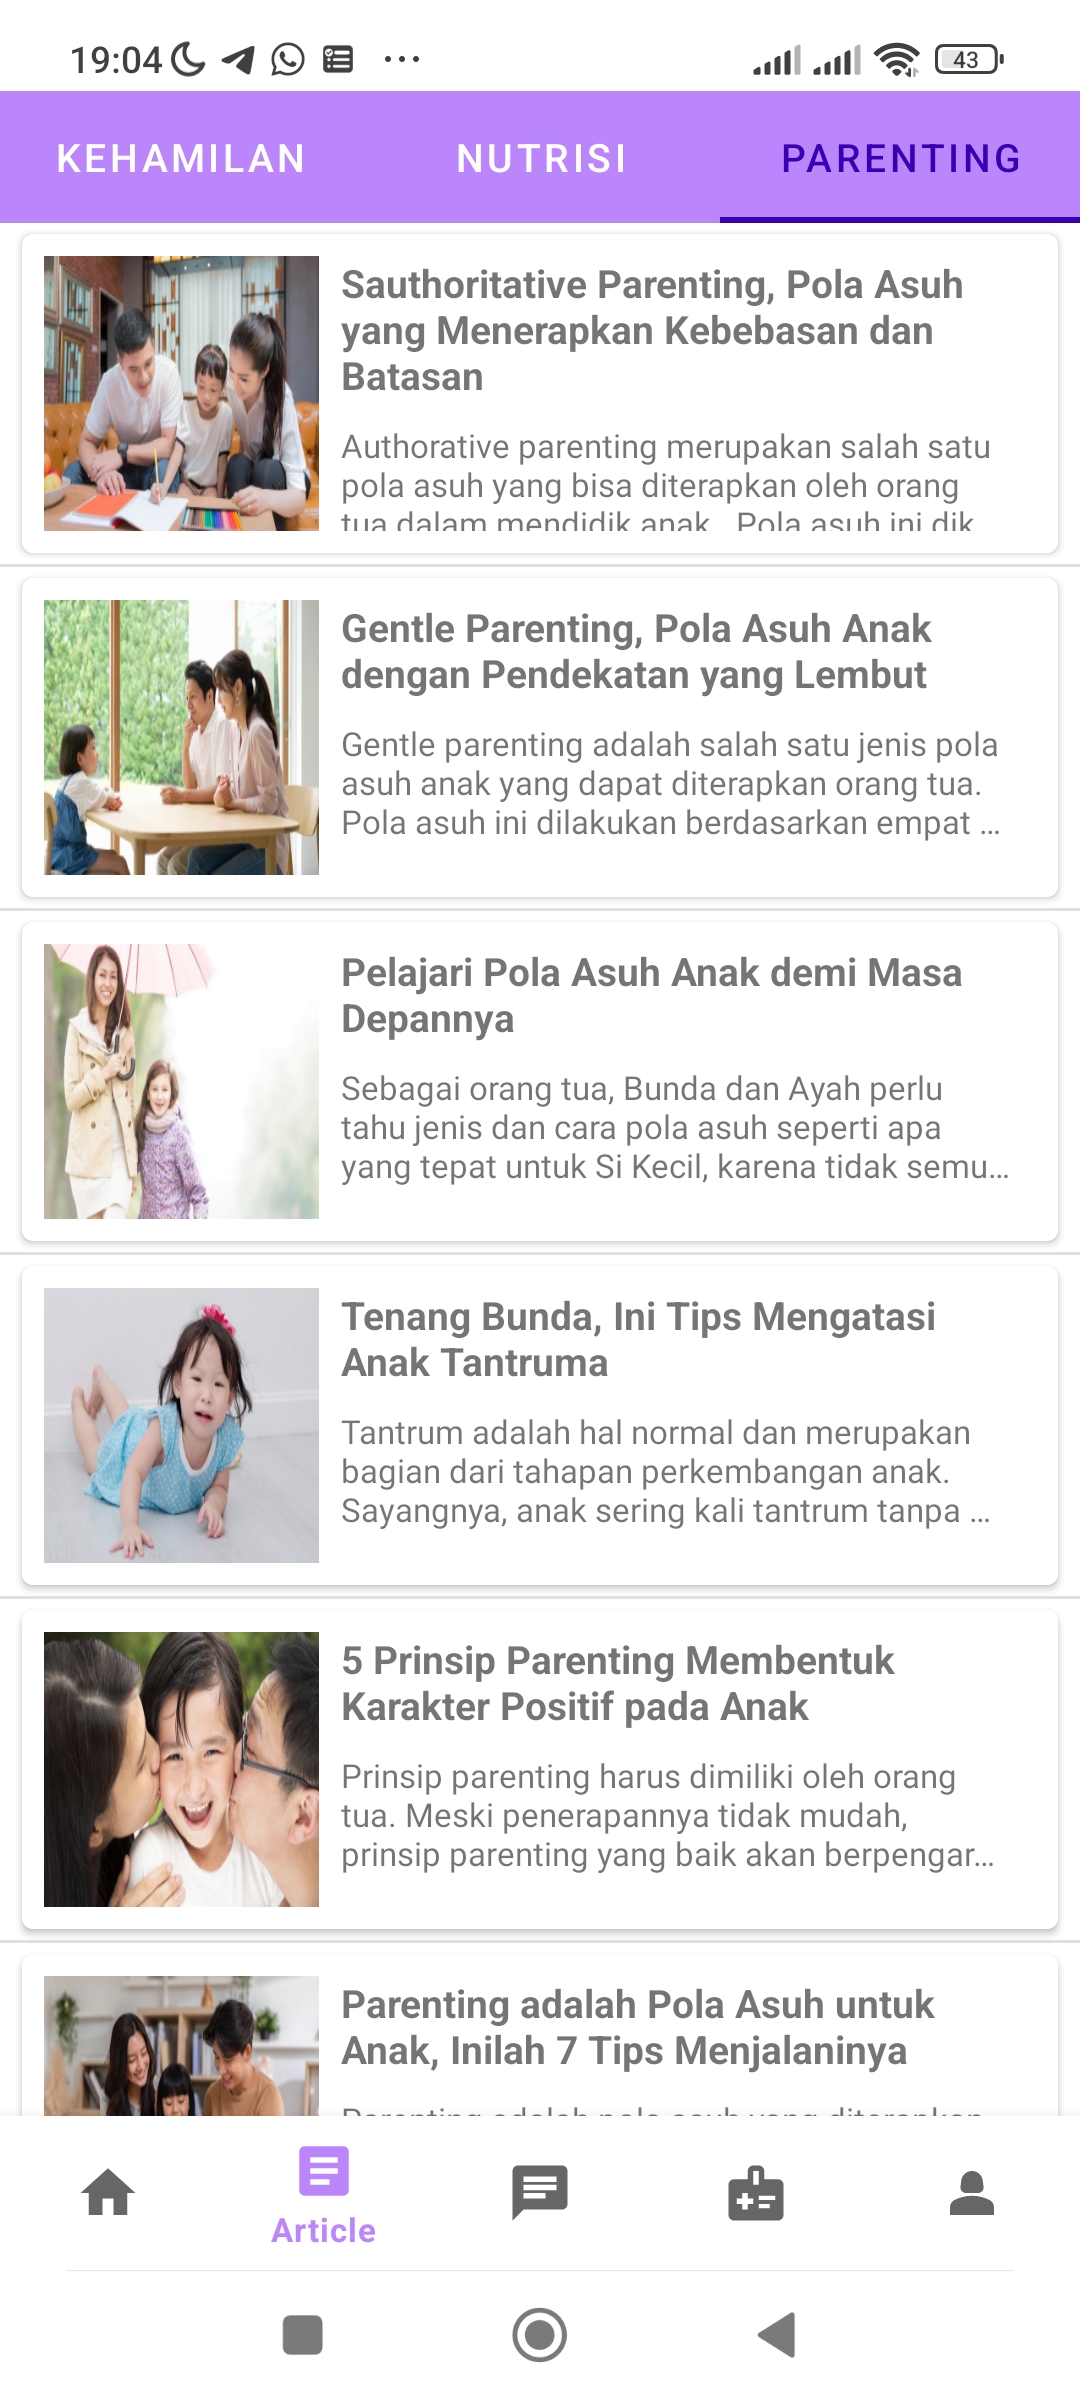 19:04
43
KEHAMILAN NUTRISI PARENTING
Sauthoritative Parenting, Pola Asuh
yang Menerapkan Kebebasan dan
Batasan
Authorative parenting merupakan salah satu
pola asuh yang bisa diterapkan oleh orang
tua dalam mendidik anak. Pola asuh ini dik
Gentle Parenting, Pola Asuh Anak
dengan Pendekatan yang Lembut
Gentle parenting adalah salah satu jenis pola
asuh anak yang dapat diterapkan orang tua.
Pola asuh ini dilakukan berdasarkan empat ...
Pelajari Pola Asuh Anak demi Masa
Depannya
Sebagai orang tua, Bunda dan Ayah perlu
tahu jenis dan cara pola asuh seperti apa
yang tepat untuk Si Kecil, karena tidak semu...
Tenang Bunda, Ini Tips Mengatasi
Anak Tantruma
Tantrum adalah hal normal dan merupakan
bagian dari tahapan perkembangan anak.
Sayangnya, anak sering kali tantrum tanpa ...
5 Prinsip Parenting Membentuk
Karakter Positif pada Anak
Prinsip parenting harus dimiliki oleh orang
tua. Meski penerapannya tidak mudah,
prinsip parenting yang baik akan berpengar...
Parenting adalah Pola Asuh untuk
Anak, Inilah 7 Tips Menjalaninya
Parenting adalah pola asuh yang diterapkan
Article